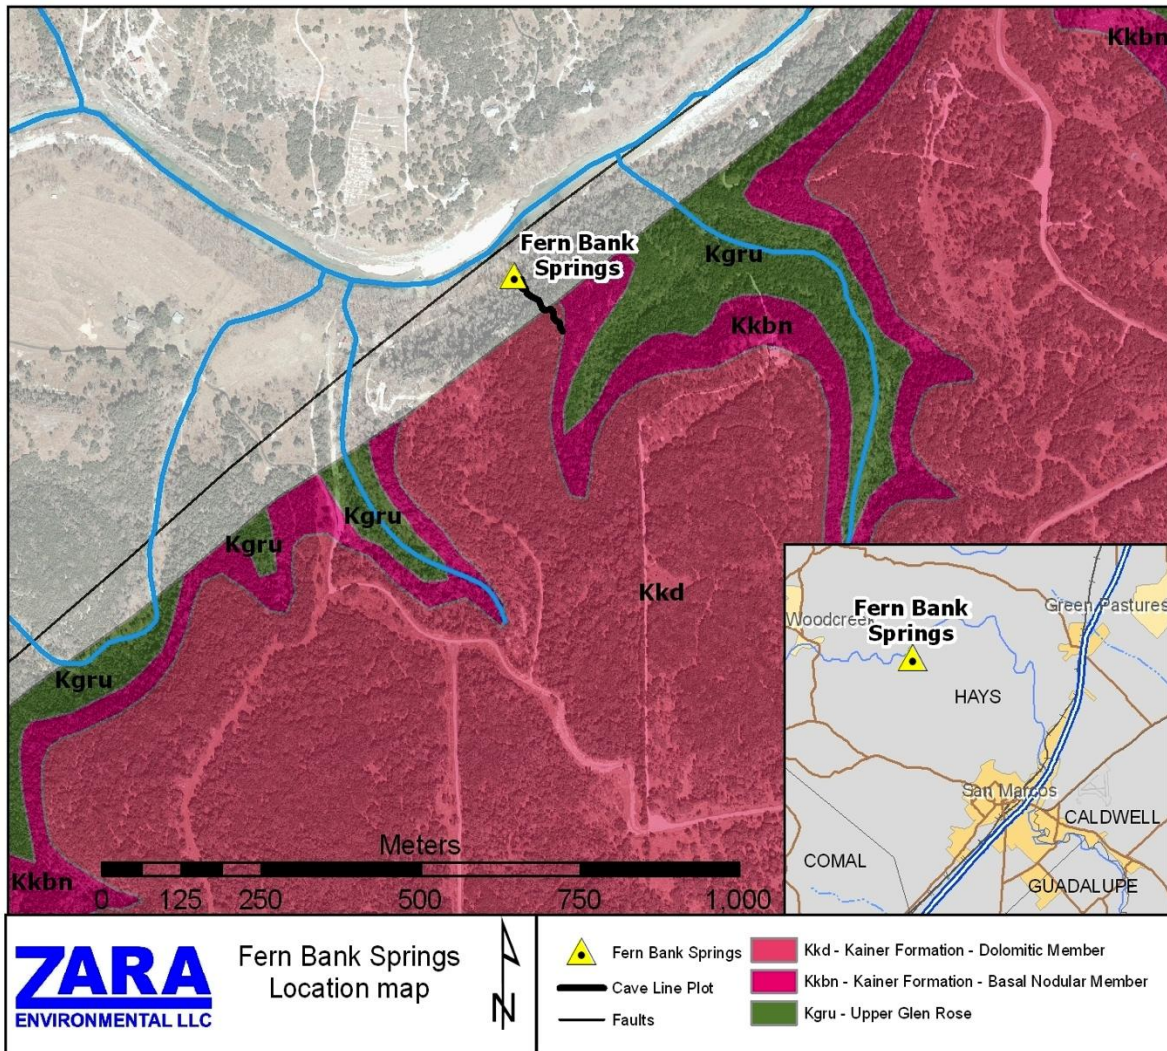 Kkbn
Fern Bank
Springs
Kgru
Kkbn
Kgru
Kgru
Kkd
Kgru
Kkbn
Meters
0 125 250 500 750 1,000
Fern Bank
Springs
Woodcreek
Green Pastures
HAYS
San Marcos
CALDWELL
COMAL
GUADALUPE
ZARA
ENVIRONMENTAL LLC
Fern Bank Springs
Location map
N
Fern Bank Springs
Cave Line Plot
Faults
Kkd - Kainer Formation - Dolomitic Member
Kkbn - Kainer Formation - Basal Nodular Member
Kgru - Upper Glen Rose